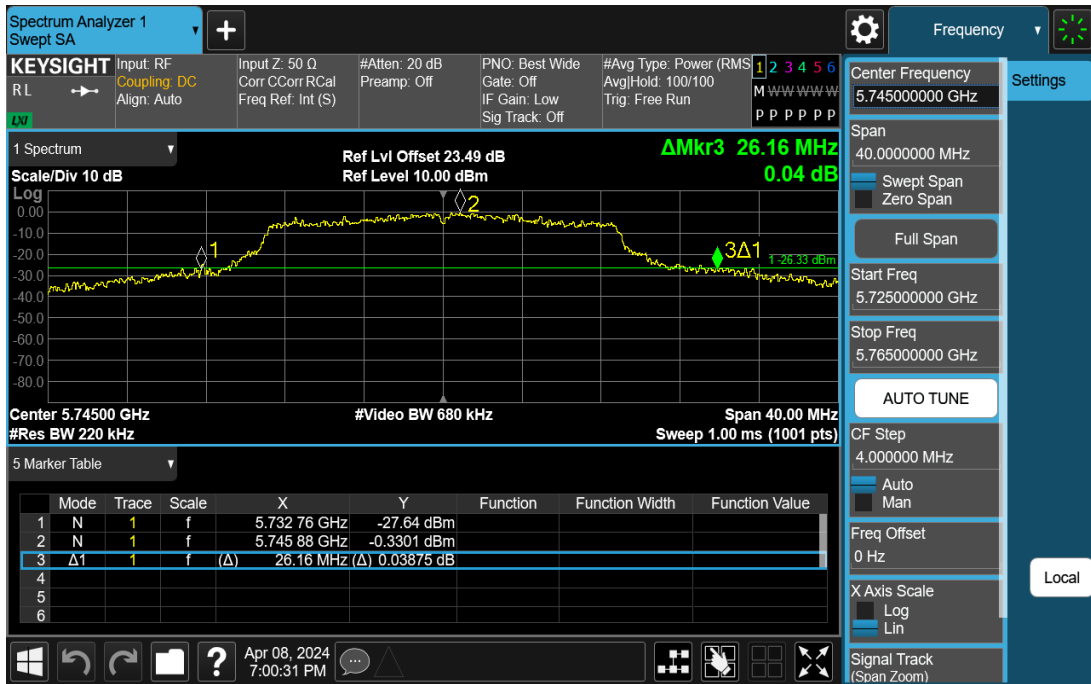 Spectrum Analyzer 1
Swept SA
+
Frequency
KEYSIGHT
RL
LXI
Input: RF
Coupling: DC
Align: Auto
Input Z: 50 Ω
Corr CCorr RCal
Freq Ref: Int (S)
#Atten: 20 dB
Preamp: Off
PNO: Best Wide
Gate: Off
IF Gain: Low
Sig Track: Off
#Avg Type: Power (RMS
Avg|Hold: 100/100
Trig: Free Run
1 2 3 4 5 6
M W W W W W
P P P P P P
1 Spectrum
Scale/Div 10 dB
Ref Lvl Offset 23.49 dB
Ref Level 10.00 dBm
ΔMkr3 26.16 MHz
0.04 dB
Log
0.00
-10.0
-20.0
-30.0
-40.0
-50.0
-60.0
-70.0
-80.0
1
2
3Δ1
1 -26.33 dBm
Center 5.74500 GHz
#Video BW 680 kHz
Span 40.00 MHz
#Res BW 220 kHz
Sweep 1.00 ms (1001 pts)
5 Marker Table
Mode Trace Scale X Y Function Function Width Function Value
1 N 1 f 5.732 76 GHz -27.64 dBm
2 N 1 f 5.745 88 GHz -0.3301 dBm
3 Δ1 1 f (Δ) 26.16 MHz (Δ) 0.03875 dB
4
5
6
?
Apr 08, 2024
7:00:31 PM
Center Frequency
5.745000000 GHz
Span
40.0000000 MHz
Swept Span
Zero Span
Full Span
Start Freq
5.725000000 GHz
Stop Freq
5.765000000 GHz
AUTO TUNE
CF Step
4.000000 MHz
Auto
Man
Freq Offset
0 Hz
X Axis Scale
Log
Lin
Signal Track
(Span Zoom)
Settings
Local